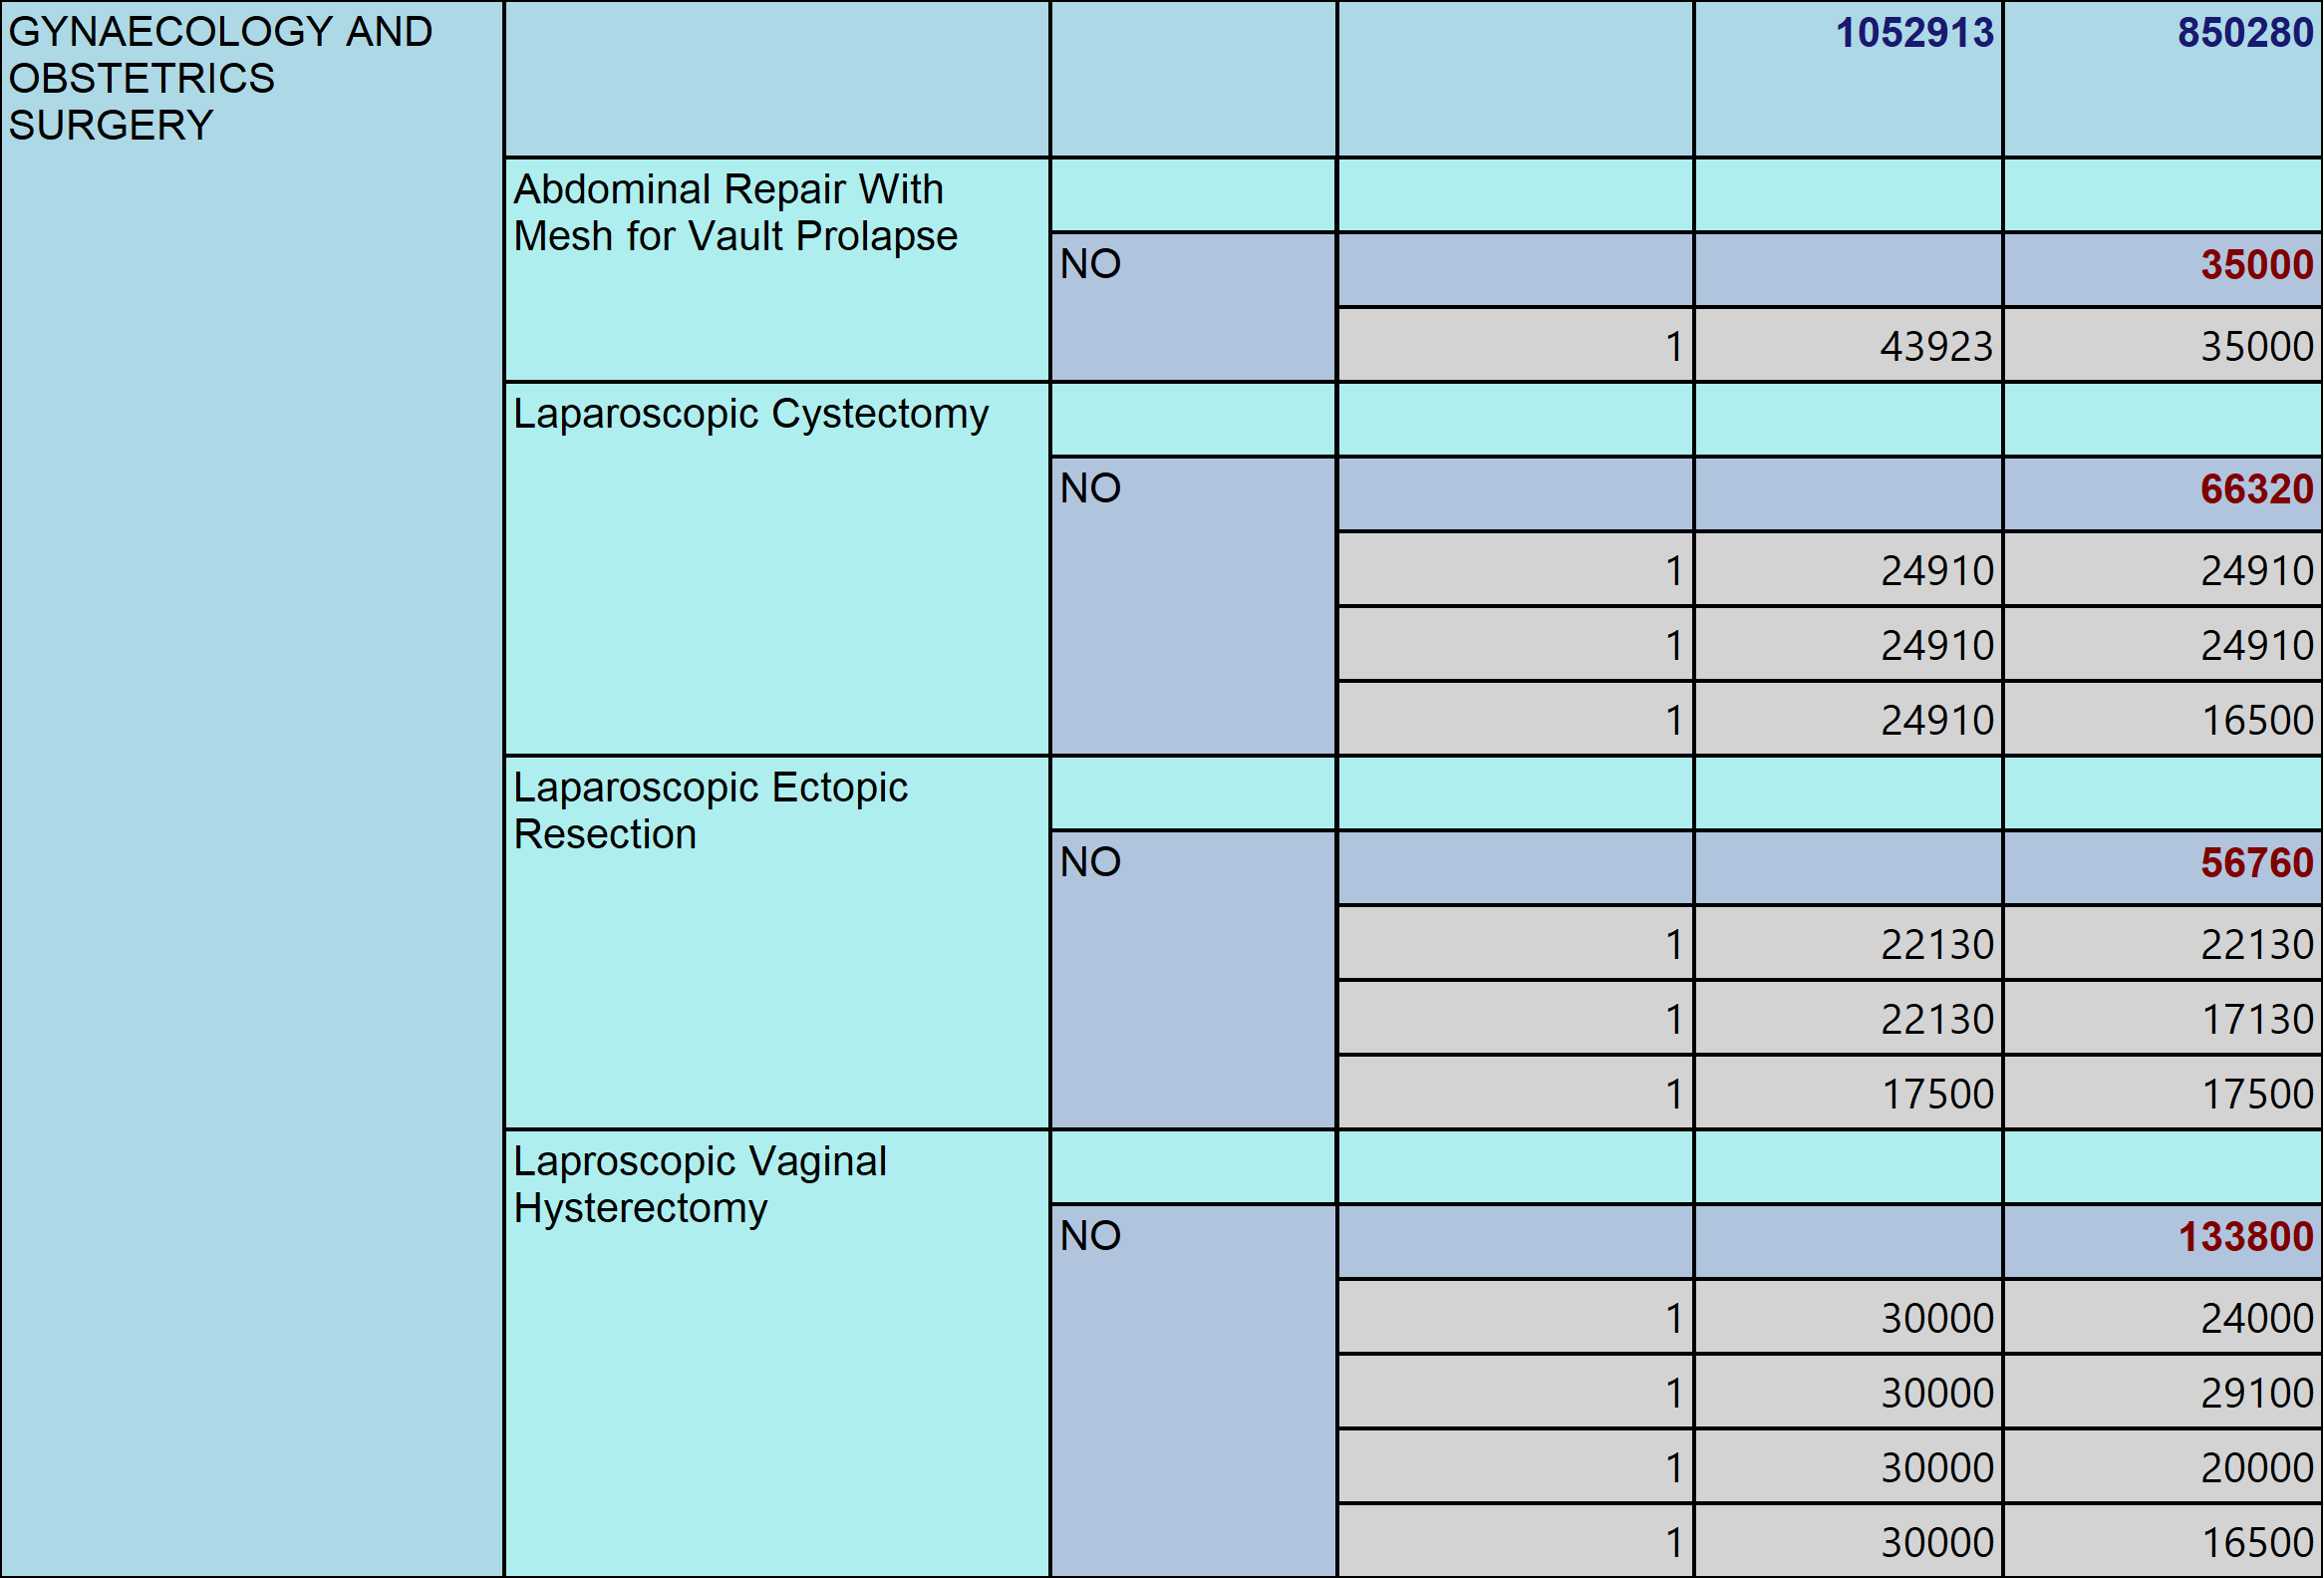 GYNAECOLOGY AND
OBSTETRICS
SURGERY
1052913 850280
Abdominal Repair With
Mesh for Vault Prolapse
NO 35000
1 43923 35000
Laparoscopic Cystectomy
NO 66320
1 24910 24910
1 24910 24910
1 24910 16500
Laparoscopic Ectopic
Resection
NO 56760
1 22130 22130
1 22130 17130
1 17500 17500
Laproscopic Vaginal
Hysterectomy
NO 133800
1 30000 24000
1 30000 29100
1 30000 20000
1 30000 16500